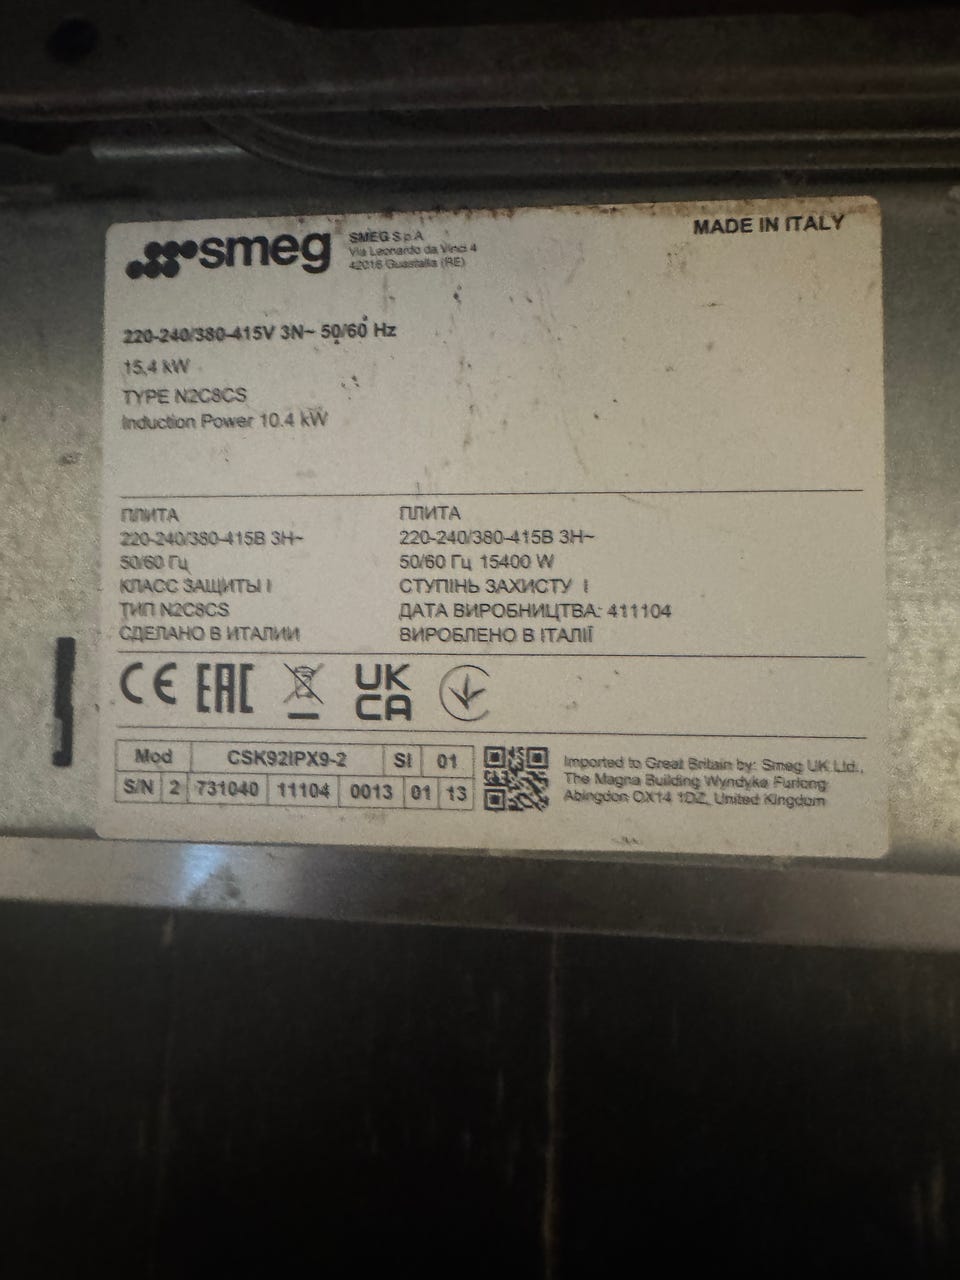 smeg
SMEG S.p.A.
Via Leonardo da Vinci 4
42016 Guastalla (RE)
MADE IN ITALY
220-240/380-415V 3N~ 50/60 Hz
15,4 kW
TYPE N2C8CS
Induction Power 10.4 kW
ПЛИТА
220-240/380-415В 3Н~
50/60 Гц
КЛАСС ЗАЩИТЫ I
ТИП N2C8CS
СДЕЛАНО В ИТАЛИИ
ПЛИТА
220-240/380-415В 3Н~
50/60 Гц 15400 W
СТУПІНЬ ЗАХИСТУ I
ДАТА ВИРОБНИЦТВА: 411104
ВИРОБЛЕНО В ІТАЛІЇ
CE EAC UK
CA
Mod CSK92IPX9-2 SI 01
S/N 2 731040 11104 0013 01 13
Imported to Great Britain by: Smeg UK Ltd.,
The Magna Building Wyndyke Furlong
Abingdon OX14 1DZ, United Kingdom